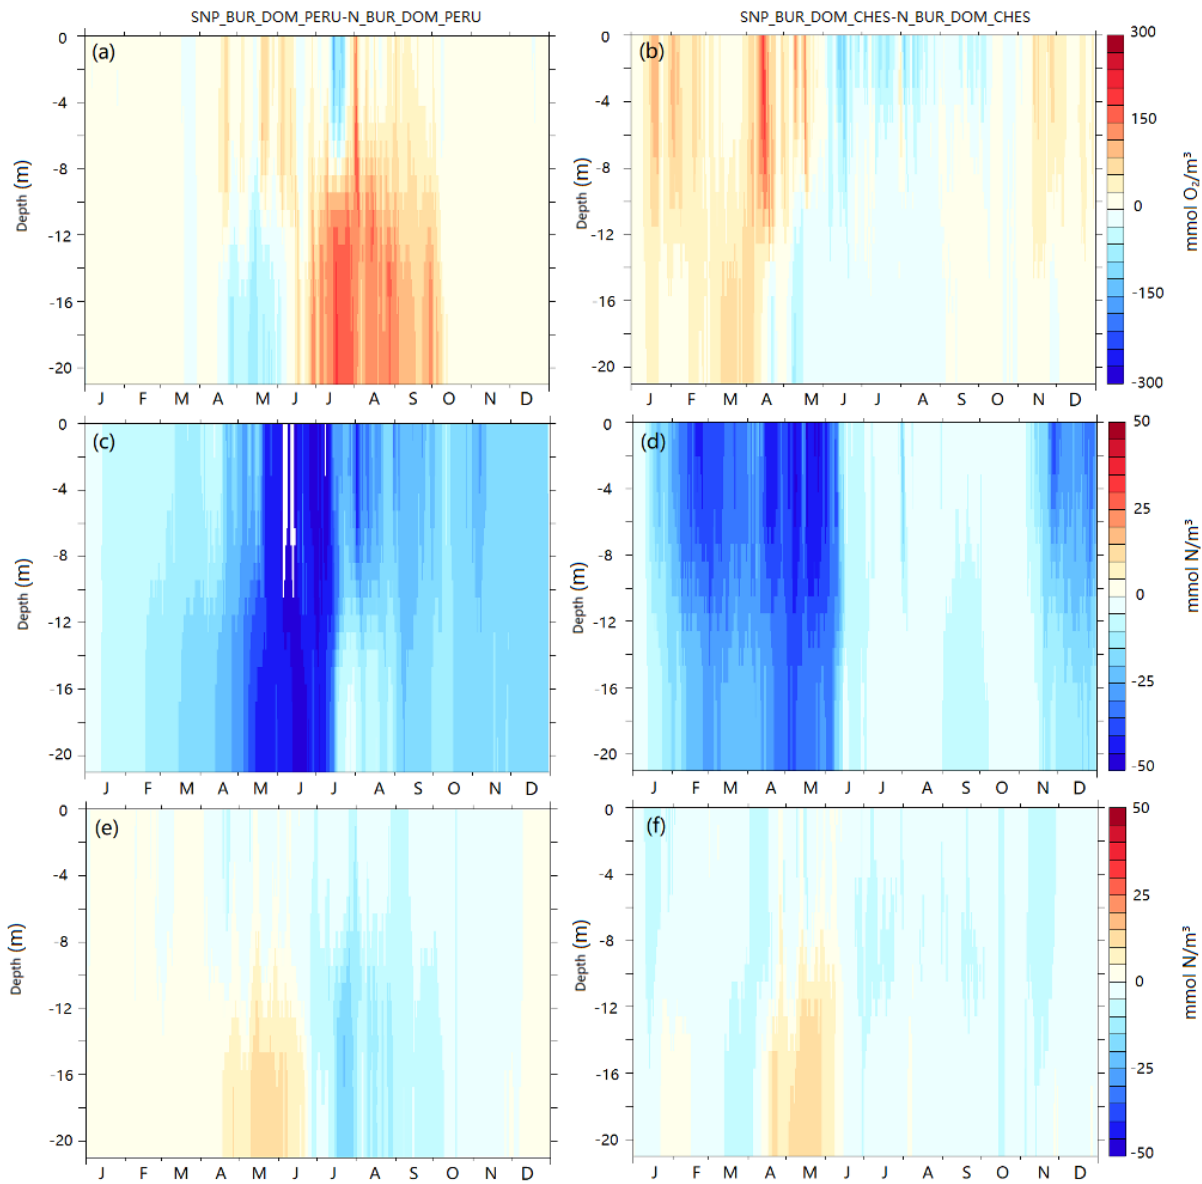 SNP_BUR_DOM_PERU-N_BUR_DOM_PERU
SNP_BUR_DOM_CHES-N_BUR_DOM_CHES
(a)
0
-4
-8
-12
-16
-20
Depth (m)
J F M A M J J A S O N D
(b)
0
-4
-8
-12
-16
-20
Depth (m)
J F M A M J J A S O N D
300
150
0
-150
-300
mmol O₂/m³
(c)
0
-4
-8
-12
-16
-20
Depth (m)
J F M A M J J A S O N D
(d)
0
-4
-8
-12
-16
-20
Depth (m)
J F M A M J J A S O N D
50
25
0
-25
-50
mmol N/m³
(e)
0
-4
-8
-12
-16
-20
Depth (m)
J F M A M J J A S O N D
(f)
0
-4
-8
-12
-16
-20
Depth (m)
J F M A M J J A S O N D
50
25
0
-25
-50
mmol N/m³